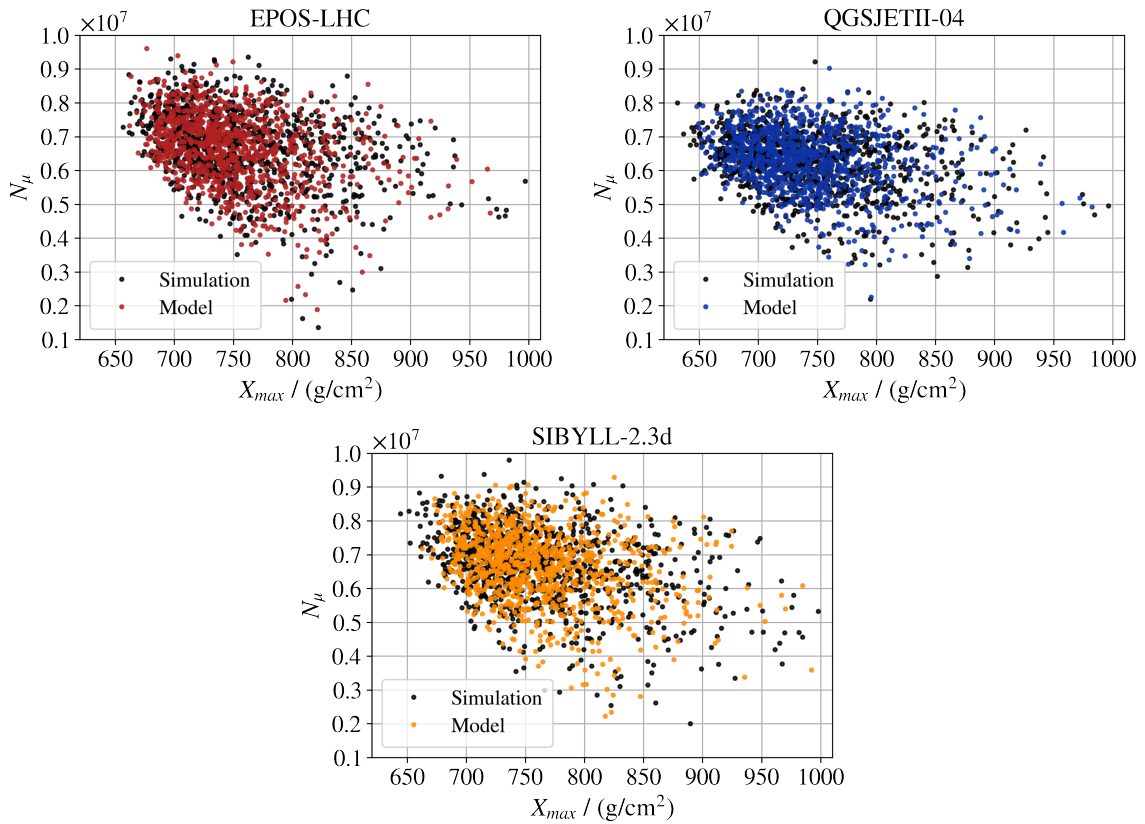 EPOS-LHC
×10⁷
1.0
0.9
0.8
0.7
0.6
0.5
0.4
0.3
0.2
0.1
N_μ
Simulation
Model
650 700 750 800 850 900 950 1000
X_max / (g/cm²)
QGSJETII-04
×10⁷
1.0
0.9
0.8
0.7
0.6
0.5
0.4
0.3
0.2
0.1
N_μ
Simulation
Model
650 700 750 800 850 900 950 1000
X_max / (g/cm²)
SIBYLL-2.3d
×10⁷
1.0
0.9
0.8
0.7
0.6
0.5
0.4
0.3
0.2
0.1
N_μ
Simulation
Model
650 700 750 800 850 900 950 1000
X_max / (g/cm²)